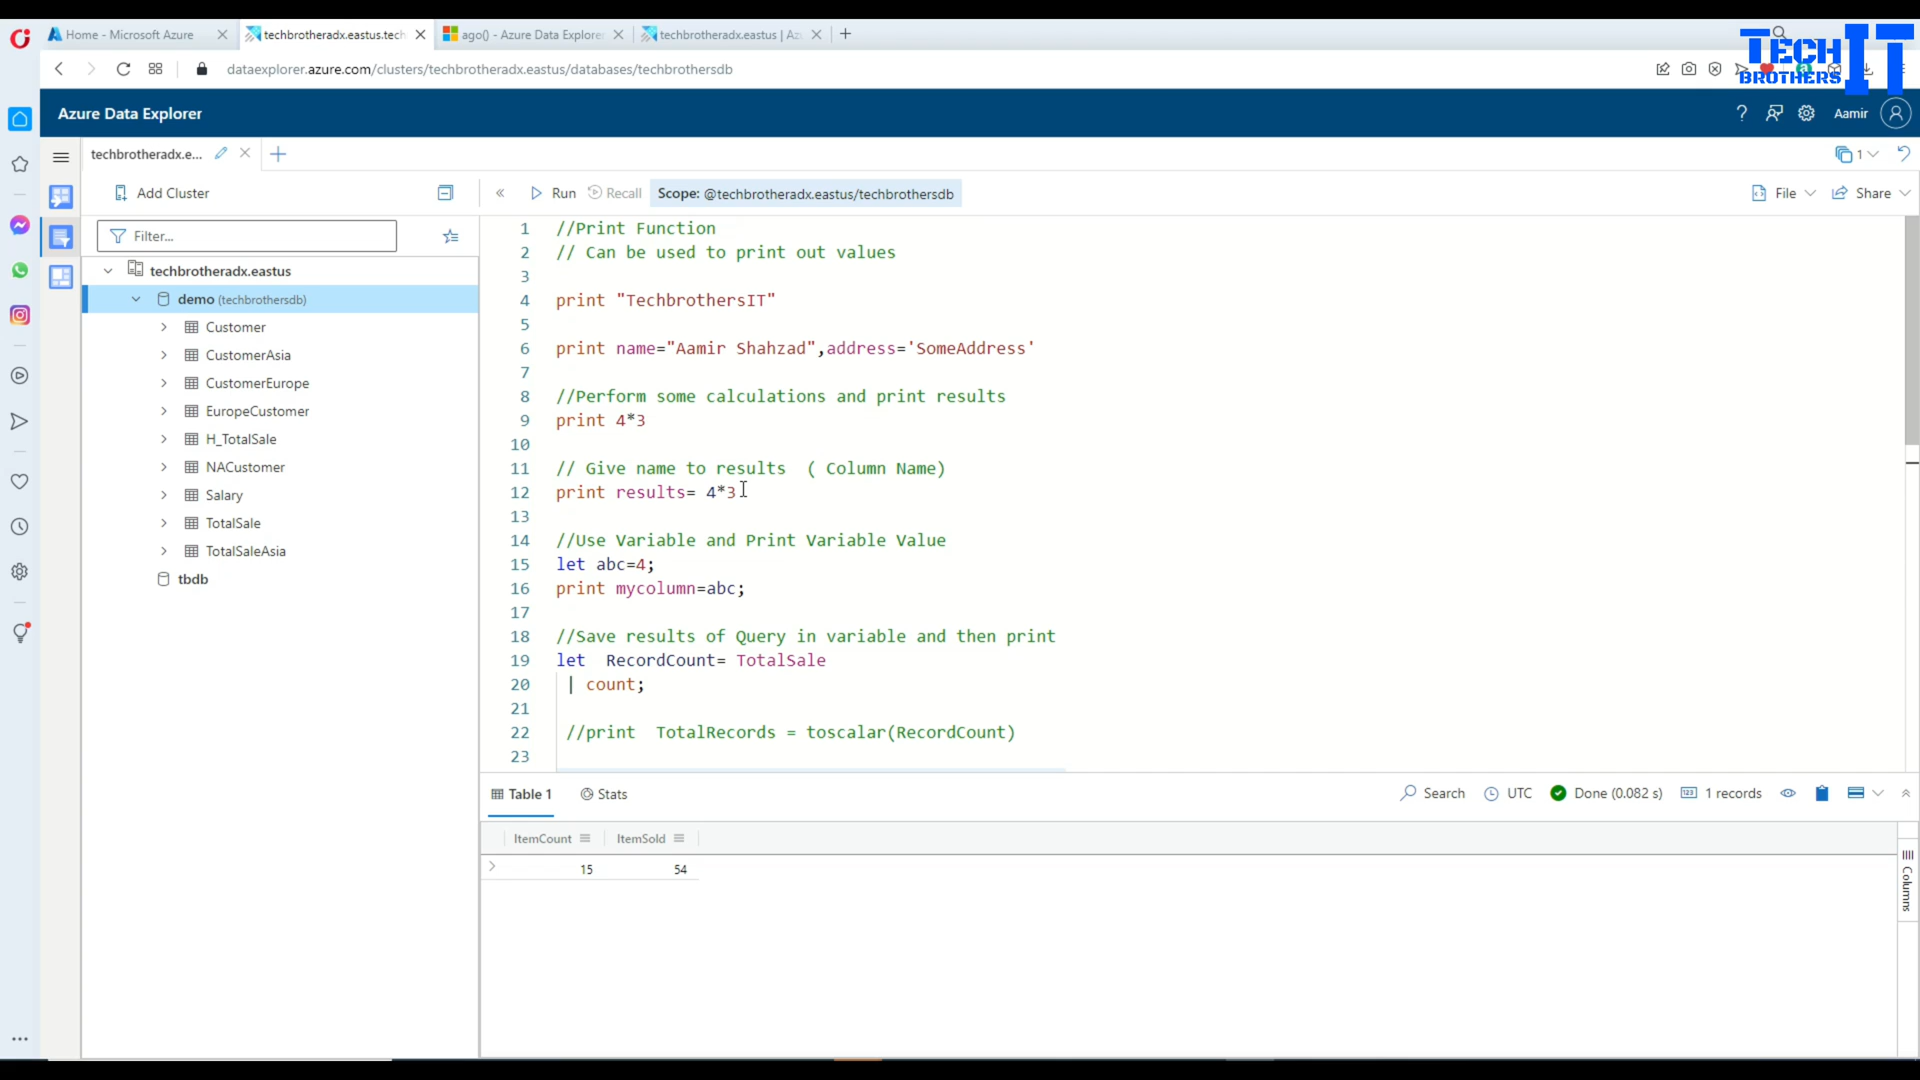 Home - Microsoft Azure
techbrotheradx.eastus.tech
ago() - Azure Data Explorer
techbrotheradx.eastus | Az
TECH
BROTHERS
IT
dataexplorer.azure.com/clusters/techbrotheradx.eastus/databases/techbrothersdb
Azure Data Explorer
Aamir
techbrotheradx.e...
1
Add Cluster
Run
Recall
Scope: @techbrotheradx.eastus/techbrothersdb
File
Share
Filter...
techbrotheradx.eastus
demo (techbrothersdb)
Customer
CustomerAsia
CustomerEurope
EuropeCustomer
H_TotalSale
NACustomer
Salary
TotalSale
TotalSaleAsia
tbdb
1 //Print Function
2 // Can be used to print out values
3
4 print "TechbrothersIT"
5
6 print name="Aamir Shahzad",address='SomeAddress'
7
8 //Perform some calculations and print results
9 print 4*3
10
11 // Give name to results ( Column Name)
12 print results= 4*3
13
14 //Use Variable and Print Variable Value
15 let abc=4;
16 print mycolumn=abc;
17
18 //Save results of Query in variable and then print
19 let RecordCount= TotalSale
20 | count;
21
22 //print TotalRecords = toscalar(RecordCount)
23
Table 1
Stats
Search
UTC
Done (0.082 s)
1 records
ItemCount ItemSold
15 54
Columns